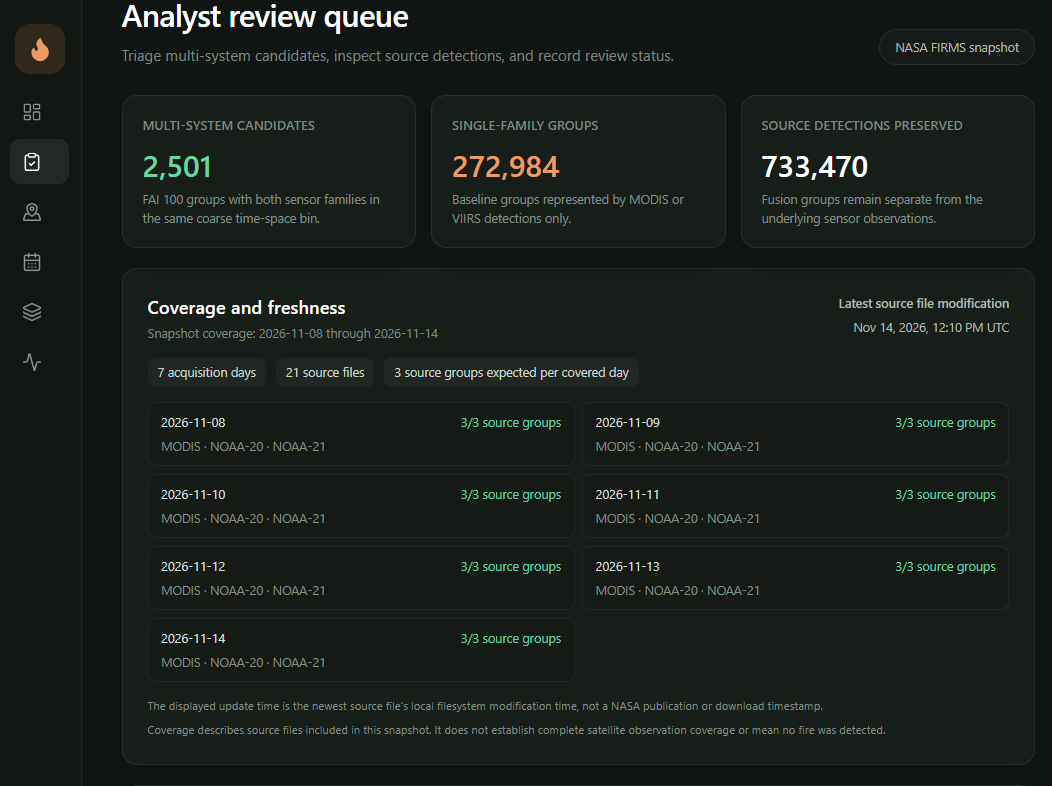 Analyst review queue
Triage multi-system candidates, inspect source detections, and record review status.
NASA FIRMS snapshot
MULTI-SYSTEM CANDIDATES
2,501
FAI 100 groups with both sensor families in
the same coarse time-space bin.
SINGLE-FAMILY GROUPS
272,984
Baseline groups represented by MODIS or
VIIRS detections only.
SOURCE DETECTIONS PRESERVED
733,470
Fusion groups remain separate from the
underlying sensor observations.
Coverage and freshness
Snapshot coverage: 2026-11-08 through 2026-11-14
Latest source file modification
Nov 14, 2026, 12:10 PM UTC
7 acquisition days
21 source files
3 source groups expected per covered day
2026-11-08
3/3 source groups
MODIS · NOAA-20 · NOAA-21
2026-11-09
3/3 source groups
MODIS · NOAA-20 · NOAA-21
2026-11-10
3/3 source groups
MODIS · NOAA-20 · NOAA-21
2026-11-11
3/3 source groups
MODIS · NOAA-20 · NOAA-21
2026-11-12
3/3 source groups
MODIS · NOAA-20 · NOAA-21
2026-11-13
3/3 source groups
MODIS · NOAA-20 · NOAA-21
2026-11-14
3/3 source groups
MODIS · NOAA-20 · NOAA-21
The displayed update time is the newest source file's local filesystem modification time, not a NASA publication or download timestamp.
Coverage describes source files included in this snapshot. It does not establish complete satellite observation coverage or mean no fire was detected.